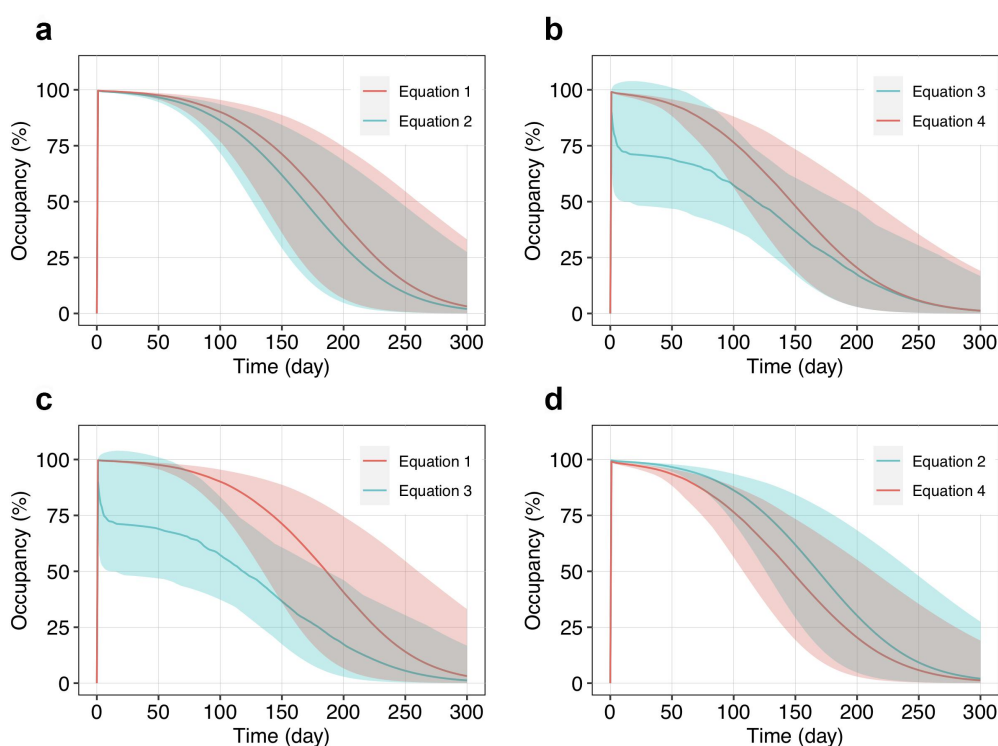 a
100
75
50
25
0
Occupancy (%)
Equation 1
Equation 2
0 50 100 150 200 250 300
Time (day)
b
100
75
50
25
0
Occupancy (%)
Equation 3
Equation 4
0 50 100 150 200 250 300
Time (day)
c
100
75
50
25
0
Occupancy (%)
Equation 1
Equation 3
0 50 100 150 200 250 300
Time (day)
d
100
75
50
25
0
Occupancy (%)
Equation 2
Equation 4
0 50 100 150 200 250 300
Time (day)